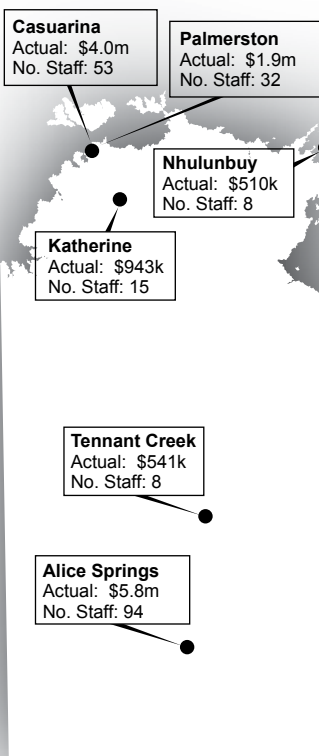 Casuarina
Actual: $4.0m
No. Staff: 53
Palmerston
Actual: $1.9m
No. Staff: 32
Nhulunbuy
Actual: $510k
No. Staff: 8
Katherine
Actual: $943k
No. Staff: 15
Tennant Creek
Actual: $541k
No. Staff: 8
Alice Springs
Actual: $5.8m
No. Staff: 94